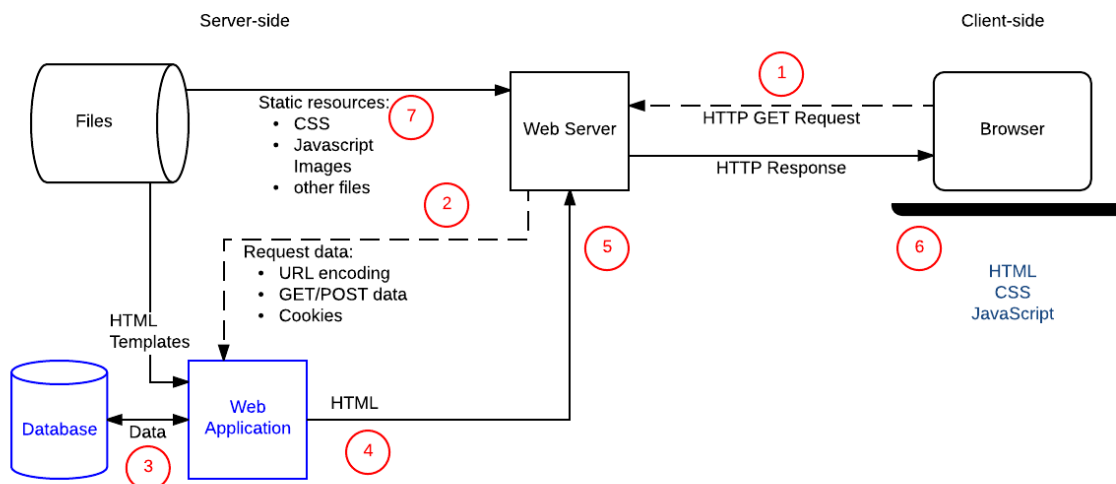 Server-side
Client-side
1
Files
Static resources:
7
• CSS
• Javascript
Images
• other files
Web Server
HTTP GET Request
Browser
HTTP Response
2
5
6
Request data:
• URL encoding
• GET/POST data
• Cookies
HTML
CSS
JavaScript
HTML
Templates
Database
Data
3
Web
Application
HTML
4